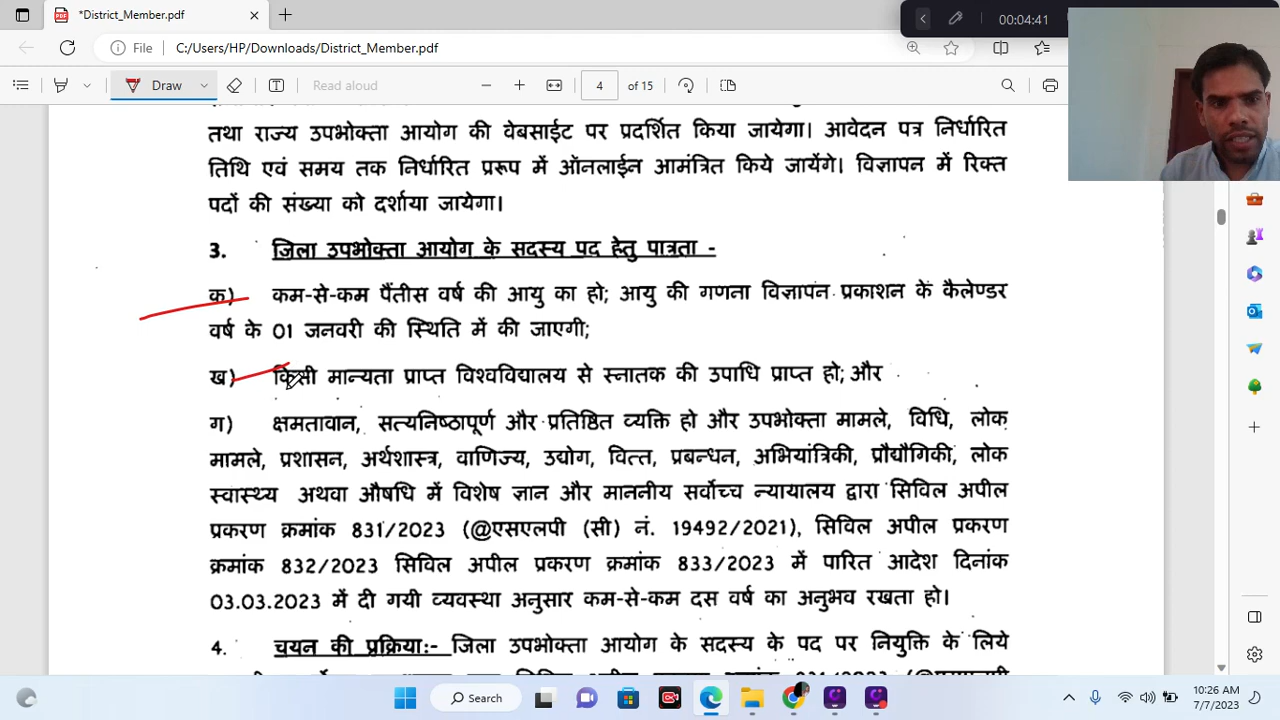 *District_Member.pdf
00:04:41
File C:/Users/HP/Downloads/District_Member.pdf
Draw Read aloud 4 of 15
तथा राज्य उपभोक्ता आयोग की वेबसाईट पर प्रदर्शित किया जायेगा। आवेदन पत्र निर्धारित
तिथि एवं समय तक निर्धारित प्ररूप में ऑनलाईन आमंत्रित किये जायेंगे। विज्ञापन में रिक्त
पदों की संख्या को दर्शाया जायेगा।
3. जिला उपभोक्ता आयोग के सदस्य पद हेतु पात्रता -
क) कम-से-कम पैंतीस वर्ष की आयु का हो; आयु की गणना विज्ञापन प्रकाशन के कैलेण्डर
वर्ष के 01 जनवरी की स्थिति में की जाएगी;
ख) किसी मान्यता प्राप्त विश्वविद्यालय से स्नातक की उपाधि प्राप्त हो; और
ग) क्षमतावान, सत्यनिष्ठापूर्ण और प्रतिष्ठित व्यक्ति हो और उपभोक्ता मामले, विधि, लोक
मामले, प्रशासन, अर्थशास्त्र, वाणिज्य, उद्योग, वित्त, प्रबन्धन, अभियांत्रिकी, प्रौद्यौगिकी, लोक
स्वास्थ्य अथवा औषधि में विशेष ज्ञान और माननीय सर्वोच्च न्यायालय द्वारा सिविल अपील
प्रकरण क्रमांक 831/2023 (@एसएलपी (सी) नं. 19492/2021), सिविल अपील प्रकरण
क्रमांक 832/2023 सिविल अपील प्रकरण क्रमांक 833/2023 में पारित आदेश दिनांक
03.03.2023 में दी गयी व्यवस्था अनुसार कम-से-कम दस वर्ष का अनुभव रखता हो।
4. चयन की प्रक्रिया:- जिला उपभोक्ता आयोग के सदस्य के पद पर नियुक्ति के लिये
Search
10:26 AM
7/7/2023